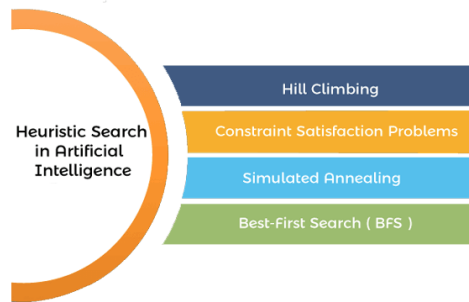 Heuristic Search
in Artificial
Intelligence
Hill Climbing
Constraint Satisfaction Problems
Simulated Annealing
Best-First Search ( BFS )